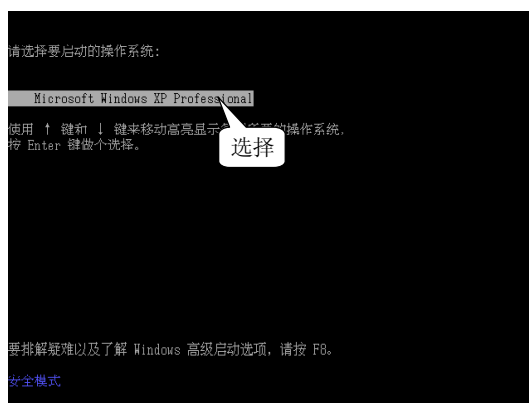 请选择要启动的操作系统:
Microsoft Windows XP Professional
使用 ↑ 键和 ↓ 键来移动高亮显示 操作系统,
按 Enter 键做个选择。
选择
要排解疑难以及了解 Windows 高级启动选项, 请按 F8。
安全模式